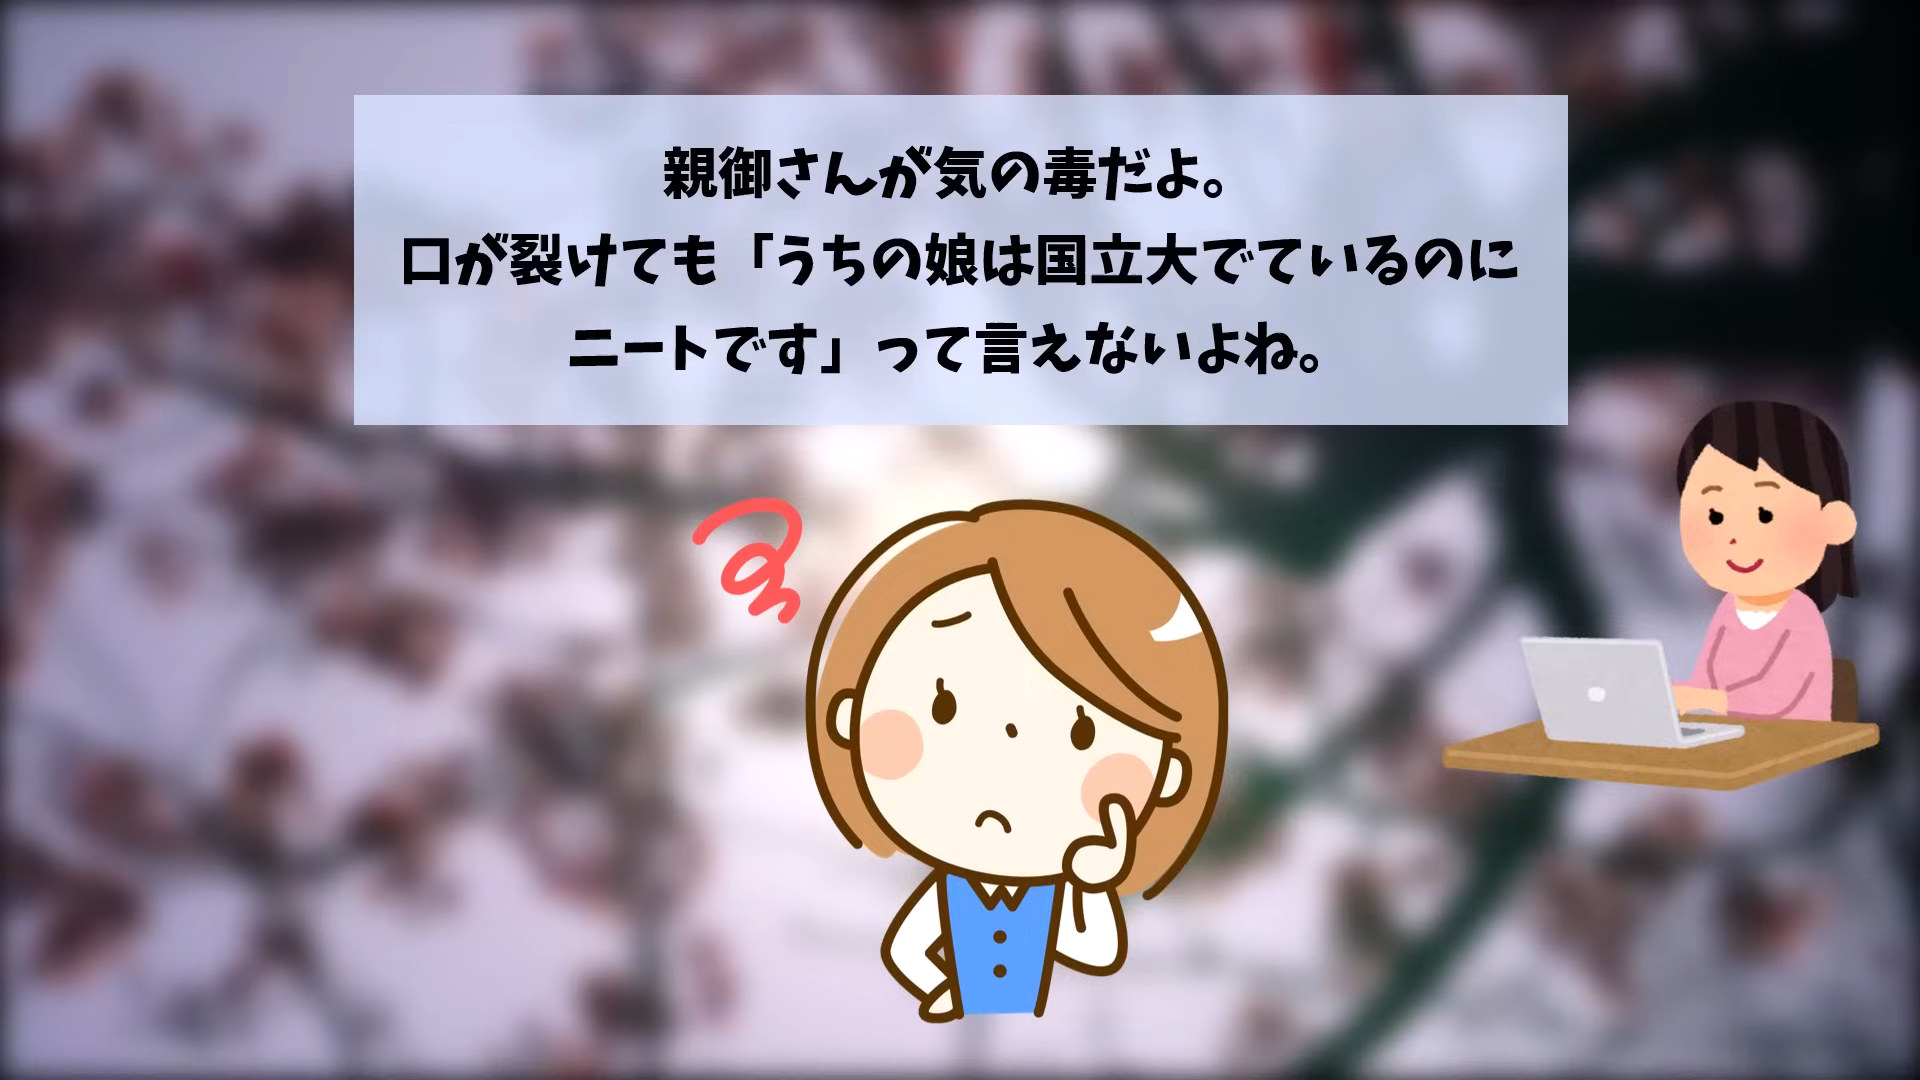 親御さんが気の毒だよ。
口が裂けても「うちの娘は国立大でているのに
ニートです」って言えないよね。